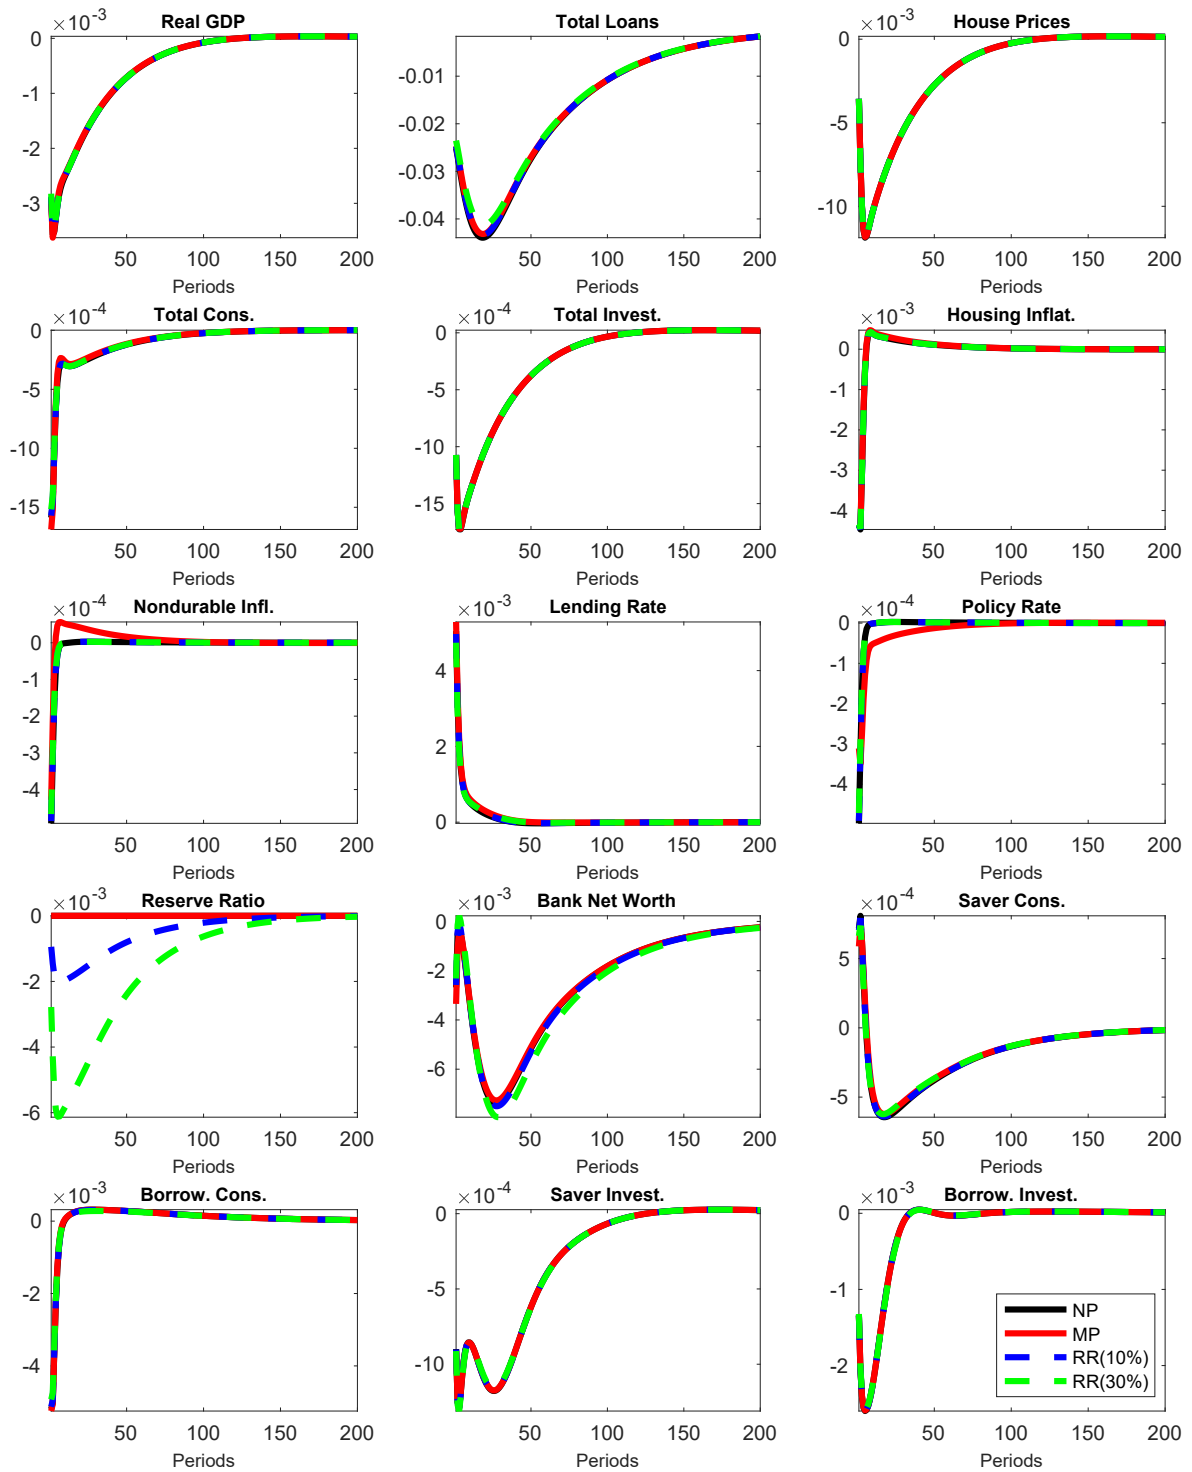 ×10⁻³ Real GDP
0
-1
-2
-3
50 100 150 200
Periods
Total Loans
-0.01
-0.02
-0.03
-0.04
50 100 150 200
Periods
×10⁻³ House Prices
0
-5
-10
50 100 150 200
Periods
×10⁻⁴ Total Cons.
0
-5
-10
-15
50 100 150 200
Periods
×10⁻⁴ Total Invest.
0
-5
-10
-15
50 100 150 200
Periods
×10⁻³ Housing Inflat.
0
-1
-2
-3
-4
50 100 150 200
Periods
×10⁻⁴ Nondurable Infl.
0
-1
-2
-3
-4
50 100 150 200
Periods
×10⁻³ Lending Rate
4
2
0
50 100 150 200
Periods
×10⁻⁴ Policy Rate
0
-1
-2
-3
-4
50 100 150 200
Periods
×10⁻³ Reserve Ratio
0
-2
-4
-6
50 100 150 200
Periods
×10⁻³ Bank Net Worth
0
-2
-4
-6
50 100 150 200
Periods
×10⁻⁴ Saver Cons.
5
0
-5
50 100 150 200
Periods
×10⁻³ Borrow. Cons.
0
-2
-4
50 100 150 200
Periods
×10⁻⁴ Saver Invest.
0
-5
-10
50 100 150 200
Periods
×10⁻³ Borrow. Invest.
0
-1
-2
50 100 150 200
Periods
NP
MP
RR(10%)
RR(30%)